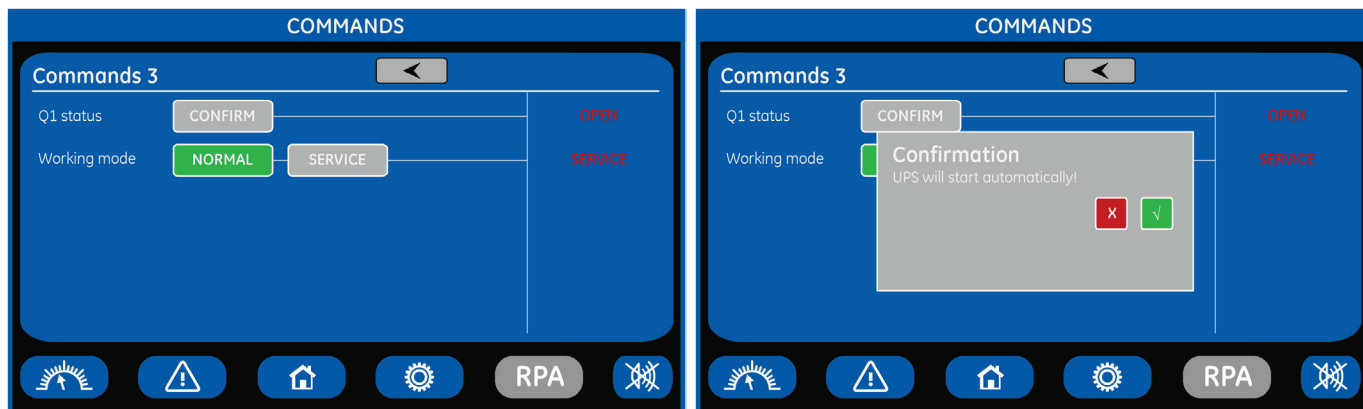 COMMANDS
Commands 3
Q1 status CONFIRM OPEN
Working mode NORMAL SERVICE SERVICE
RPA
COMMANDS
Commands 3
Q1 status CONFIRM OPEN
Working mode SERVICE
Confirmation
UPS will start automatically!
X √
RPA